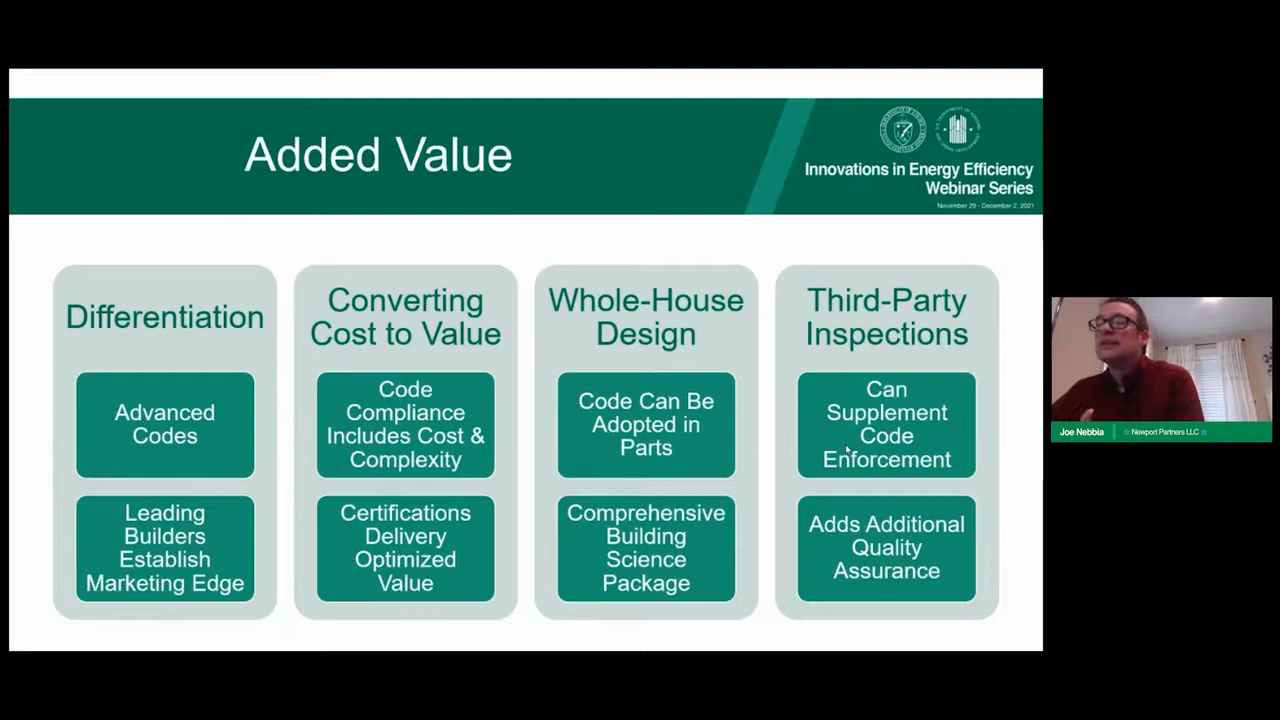 Added Value
Innovations in Energy Efficiency
Webinar Series
November 29 - December 2, 2021
Differentiation
Advanced
Codes
Leading
Builders
Establish
Marketing Edge
Converting
Cost to Value
Code
Compliance
Includes Cost &
Complexity
Certifications
Delivery
Optimized
Value
Whole-House
Design
Code Can Be
Adopted in
Parts
Comprehensive
Building
Science
Package
Third-Party
Inspections
Can
Supplement
Code
Enforcement
Adds Additional
Quality
Assurance
Joe Nebbia
☆ Newport Partners LLC ☆